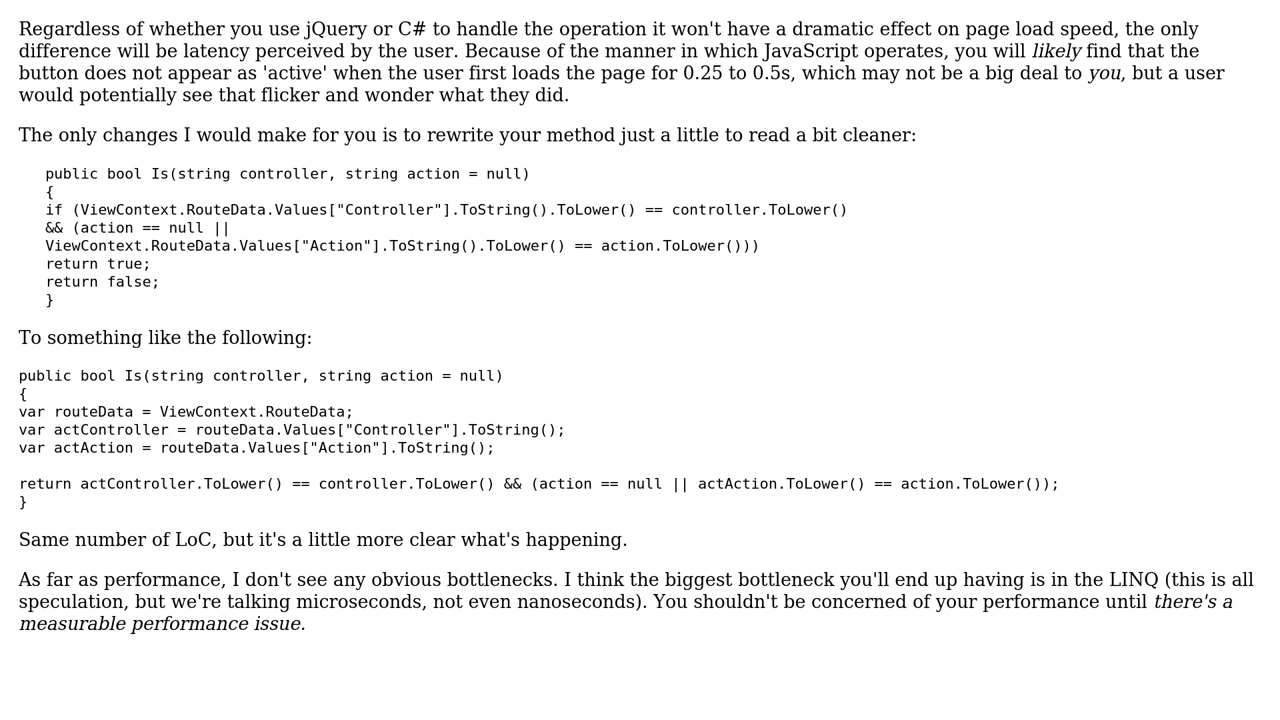 Regardless of whether you use jQuery or C# to handle the operation it won't have a dramatic effect on page load speed, the only
difference will be latency perceived by the user. Because of the manner in which JavaScript operates, you will likely find that the
button does not appear as 'active' when the user first loads the page for 0.25 to 0.5s, which may not be a big deal to you, but a user
would potentially see that flicker and wonder what they did.
The only changes I would make for you is to rewrite your method just a little to read a bit cleaner:
public bool Is(string controller, string action = null)
{
if (ViewContext.RouteData.Values["Controller"].ToString().ToLower() == controller.ToLower()
&& (action == null ||
ViewContext.RouteData.Values["Action"].ToString().ToLower() == action.ToLower()))
return true;
return false;
}
To something like the following:
public bool Is(string controller, string action = null)
{
var routeData = ViewContext.RouteData;
var actController = routeData.Values["Controller"].ToString();
var actAction = routeData.Values["Action"].ToString();
return actController.ToLower() == controller.ToLower() && (action == null || actAction.ToLower() == action.ToLower());
}
Same number of LoC, but it's a little more clear what's happening.
As far as performance, I don't see any obvious bottlenecks. I think the biggest bottleneck you'll end up having is in the LINQ (this is all
speculation, but we're talking microseconds, not even nanoseconds). You shouldn't be concerned of your performance until there's a
measurable performance issue.